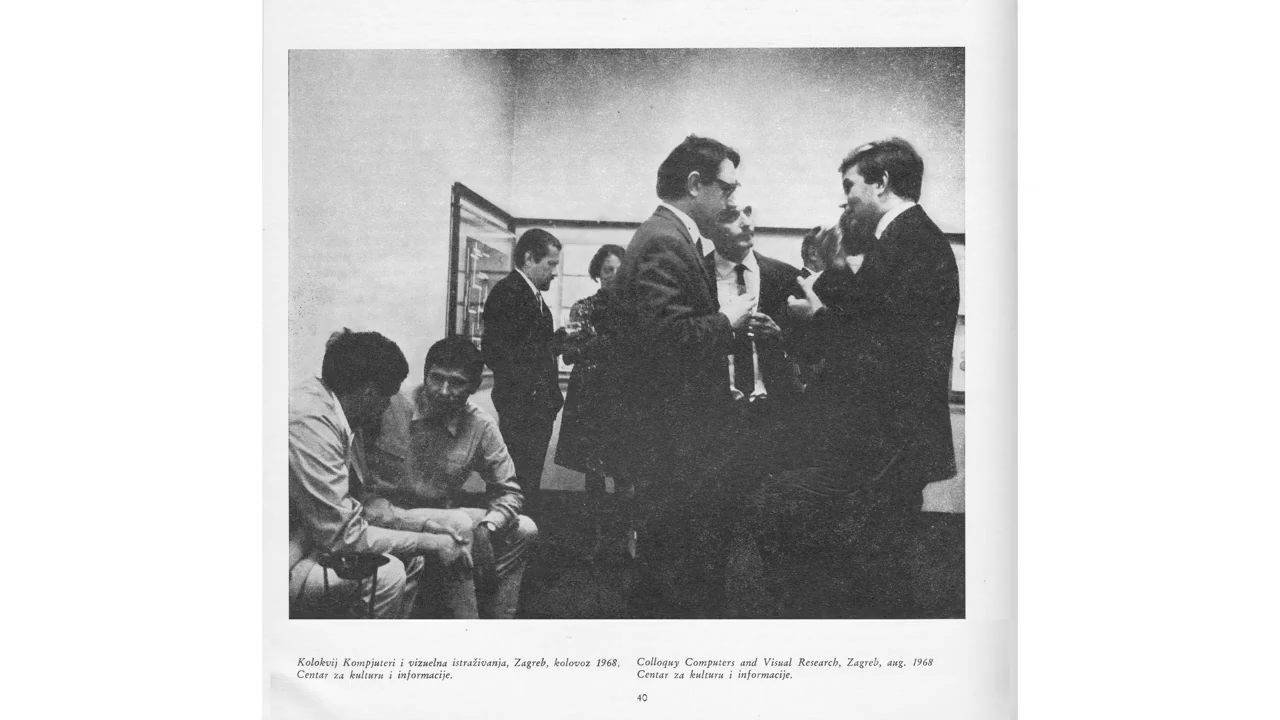 Kolokvij Kompjuteri i vizuelna istraživanja, Zagreb, kolovoz 1968,
Centar za kulturu i informacije.
Colloquy Computers and Visual Research, Zagreb, aug. 1968
Centar za kulturu i informacije.
40